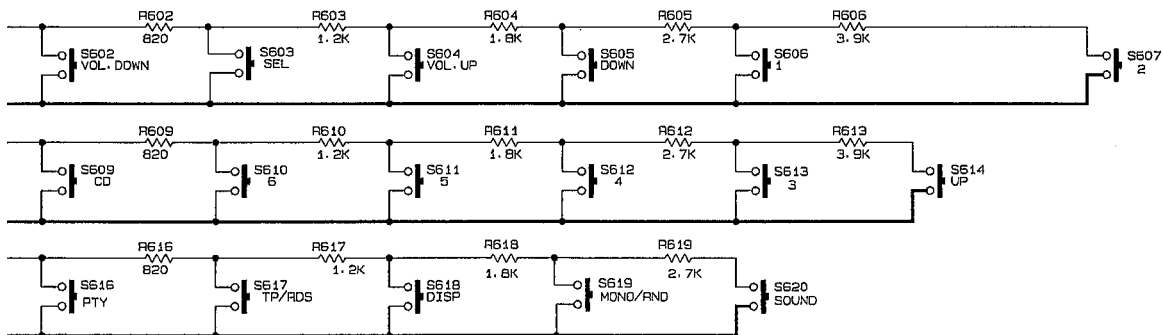 R602 R603 R604 R605 R606
820 1.2K 1.8K 2.7K 3.9K
S602 S603 S604 S605 S606 S607
VOL.DOWN SEL VOL.UP DOWN 1 2
R609 R610 R611 R612 R613
820 1.2K 1.8K 2.7K 3.9K
S609 S610 S611 S612 S613 S614
CD 6 5 4 3 UP
R616 R617 R618 R619
820 1.2K 1.8K 2.7K
S616 S617 S618 S619 S620
PTY TP/RDS DISP MONO/RND SOUND